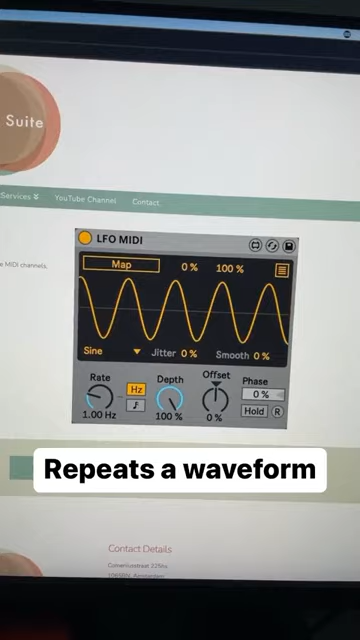 Suite
Services
YouTube Channel
Contact
e MIDI channels.
LFO MIDI
Map
0 %
100 %
Sine
Jitter 0 %
Smooth 0 %
Rate
Hz
1.00 Hz
Depth
100 %
Offset
0 %
Phase
0 %
Hold
R
Repeats a waveform
Contact Details
Amsterdam